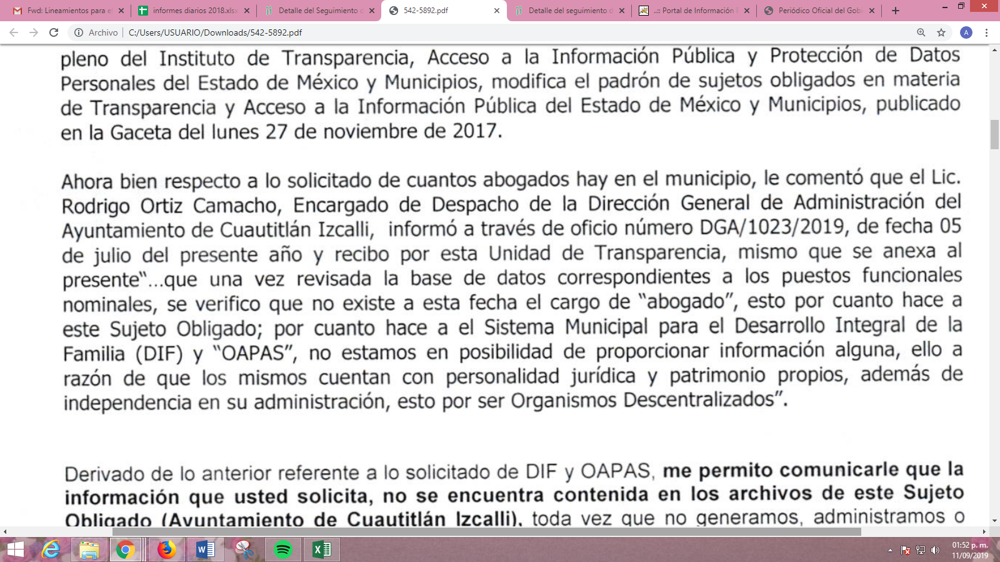 Fwd: Lineamientos para e
informes diarios 2018.xlsx
Detalle del Seguimiento d
542-5892.pdf
Detalle del seguimiento d
..:: Portal de Información
Periódico Oficial del Gobi
Archivo | C:/Users/USUARIO/Downloads/542-5892.pdf
A
pleno del Instituto de Transparencia, Acceso a la Información Pública y Protección de Datos
Personales del Estado de México y Municipios, modifica el padrón de sujetos obligados en materia
de Transparencia y Acceso a la Información Pública del Estado de México y Municipios, publicado
en la Gaceta del lunes 27 de noviembre de 2017.
Ahora bien respecto a lo solicitado de cuantos abogados hay en el municipio, le comentó que el Lic.
Rodrigo Ortiz Camacho, Encargado de Despacho de la Dirección General de Administración del
Ayuntamiento de Cuautitlán Izcalli, informó a través de oficio número DGA/1023/2019, de fecha 05
de julio del presente año y recibo por esta Unidad de Transparencia, mismo que se anexa al
presente“...que una vez revisada la base de datos correspondientes a los puestos funcionales
nominales, se verifico que no existe a esta fecha el cargo de “abogado”, esto por cuanto hace a
este Sujeto Obligado; por cuanto hace a el Sistema Municipal para el Desarrollo Integral de la
Familia (DIF) y “OAPAS”, no estamos en posibilidad de proporcionar información alguna, ello a
razón de que los mismos cuentan con personalidad jurídica y patrimonio propios, además de
independencia en su administración, esto por ser Organismos Descentralizados”.
Derivado de lo anterior referente a lo solicitado de DIF y OAPAS, me permito comunicarle que la
información que usted solicita, no se encuentra contenida en los archivos de este Sujeto
Obligado (Ayuntamiento de Cuautitlán Izcalli), toda vez que no generamos, administramos o
01:52 p. m.
11/09/2019